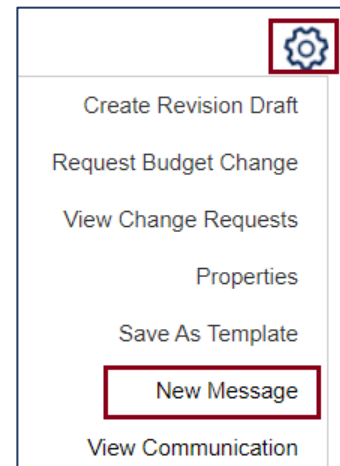 Create Revision Draft
Request Budget Change
View Change Requests
Properties
Save As Template
New Message
View Communication